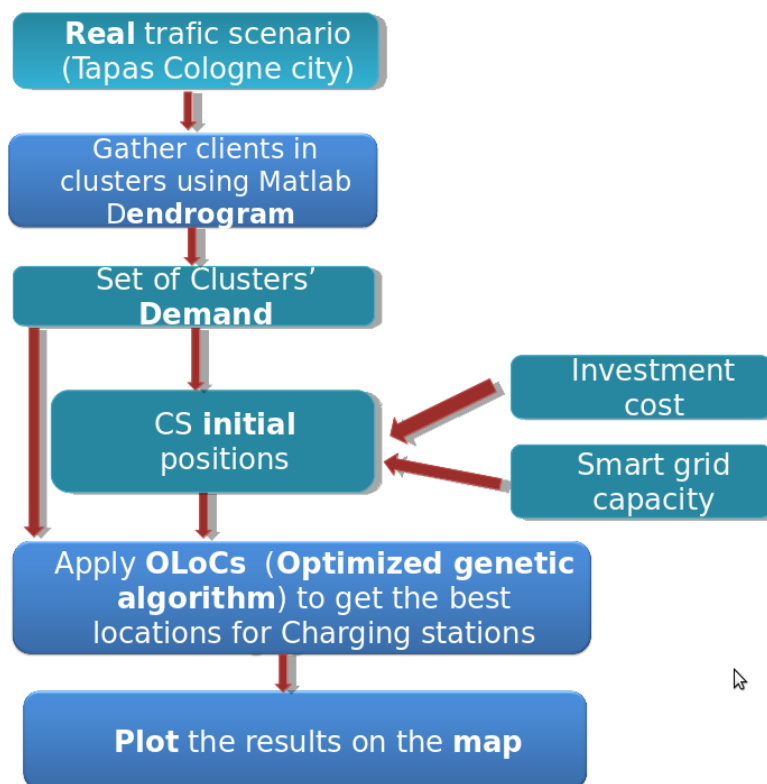 Real trafic scenario
(Tapas Cologne city)
Gather clients in
clusters using Matlab
Dendrogram
Set of Clusters’
Demand
CS initial
positions
Investment
cost
Smart grid
capacity
Apply OLoCs (Optimized genetic
algorithm) to get the best
locations for Charging stations
Plot the results on the map